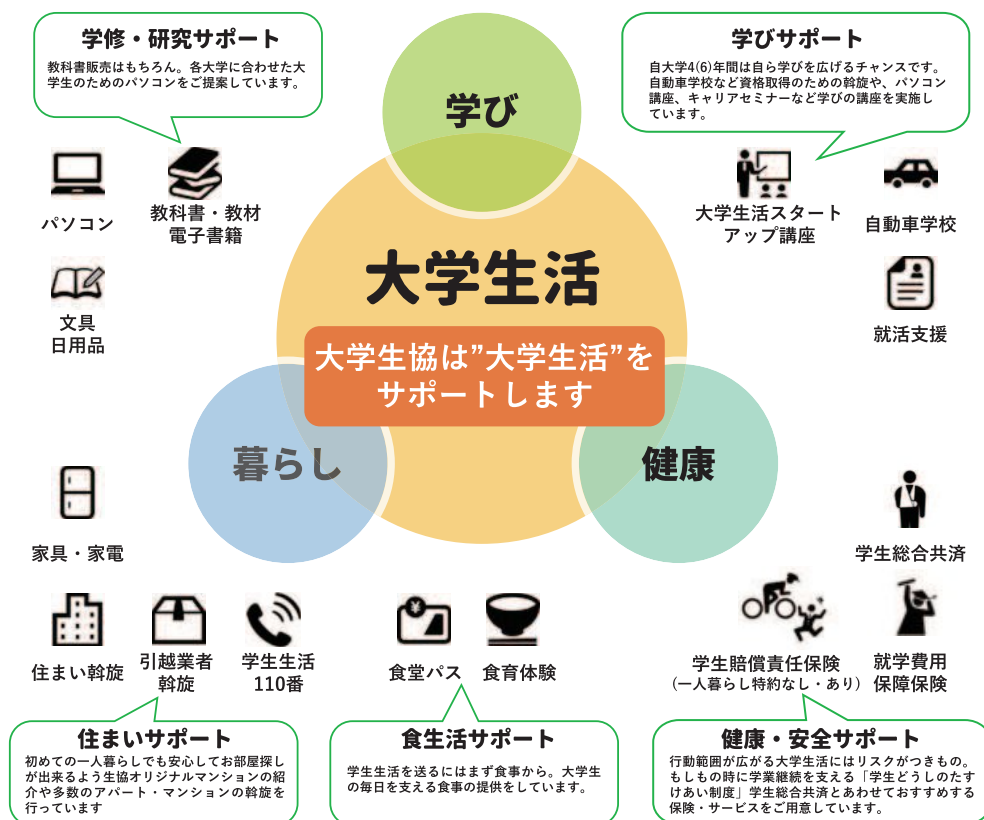 学修・研究サポート
教科書販売はもちろん。各大学に合わせた大
学生のためのパソコンをご提案しています。
学びサポート
自大学4(6)年間は自ら学びを広げるチャンスです。
自動車学校など資格取得のための斡旋や、パソコン
講座、キャリアセミナーなど学びの講座を実施し
ています。
学び
パソコン
教科書・教材
電子書籍
文具
日用品
大学生活スタート
アップ講座
自動車学校
就活支援
大学生活
大学生協は”大学生活”を
サポートします
暮らし
健康
家具・家電
学生総合共済
住まい斡旋
引越業者
斡旋
学生生活
110番
¥
食堂パス
食育体験
学生賠償責任保険
(一人暮らし特約なし・あり)
就学費用
保障保険
住まいサポート
初めての一人暮らしでも安心してお部屋探し
が出来るよう生協オリジナルマンションの紹
介や多数のアパート・マンションの斡旋を
行っています
食生活サポート
学生生活を送るにはまず食事から。大学生
の毎日を支える食事の提供をしています。
健康・安全サポート
行動範囲が広がる大学生活にはリスクがつきもの。
もしもの時に学業継続を支える「学生どうしのたす
けあい制度」学生総合共済とあわせておすすめする
保険・サービスをご用意しています。